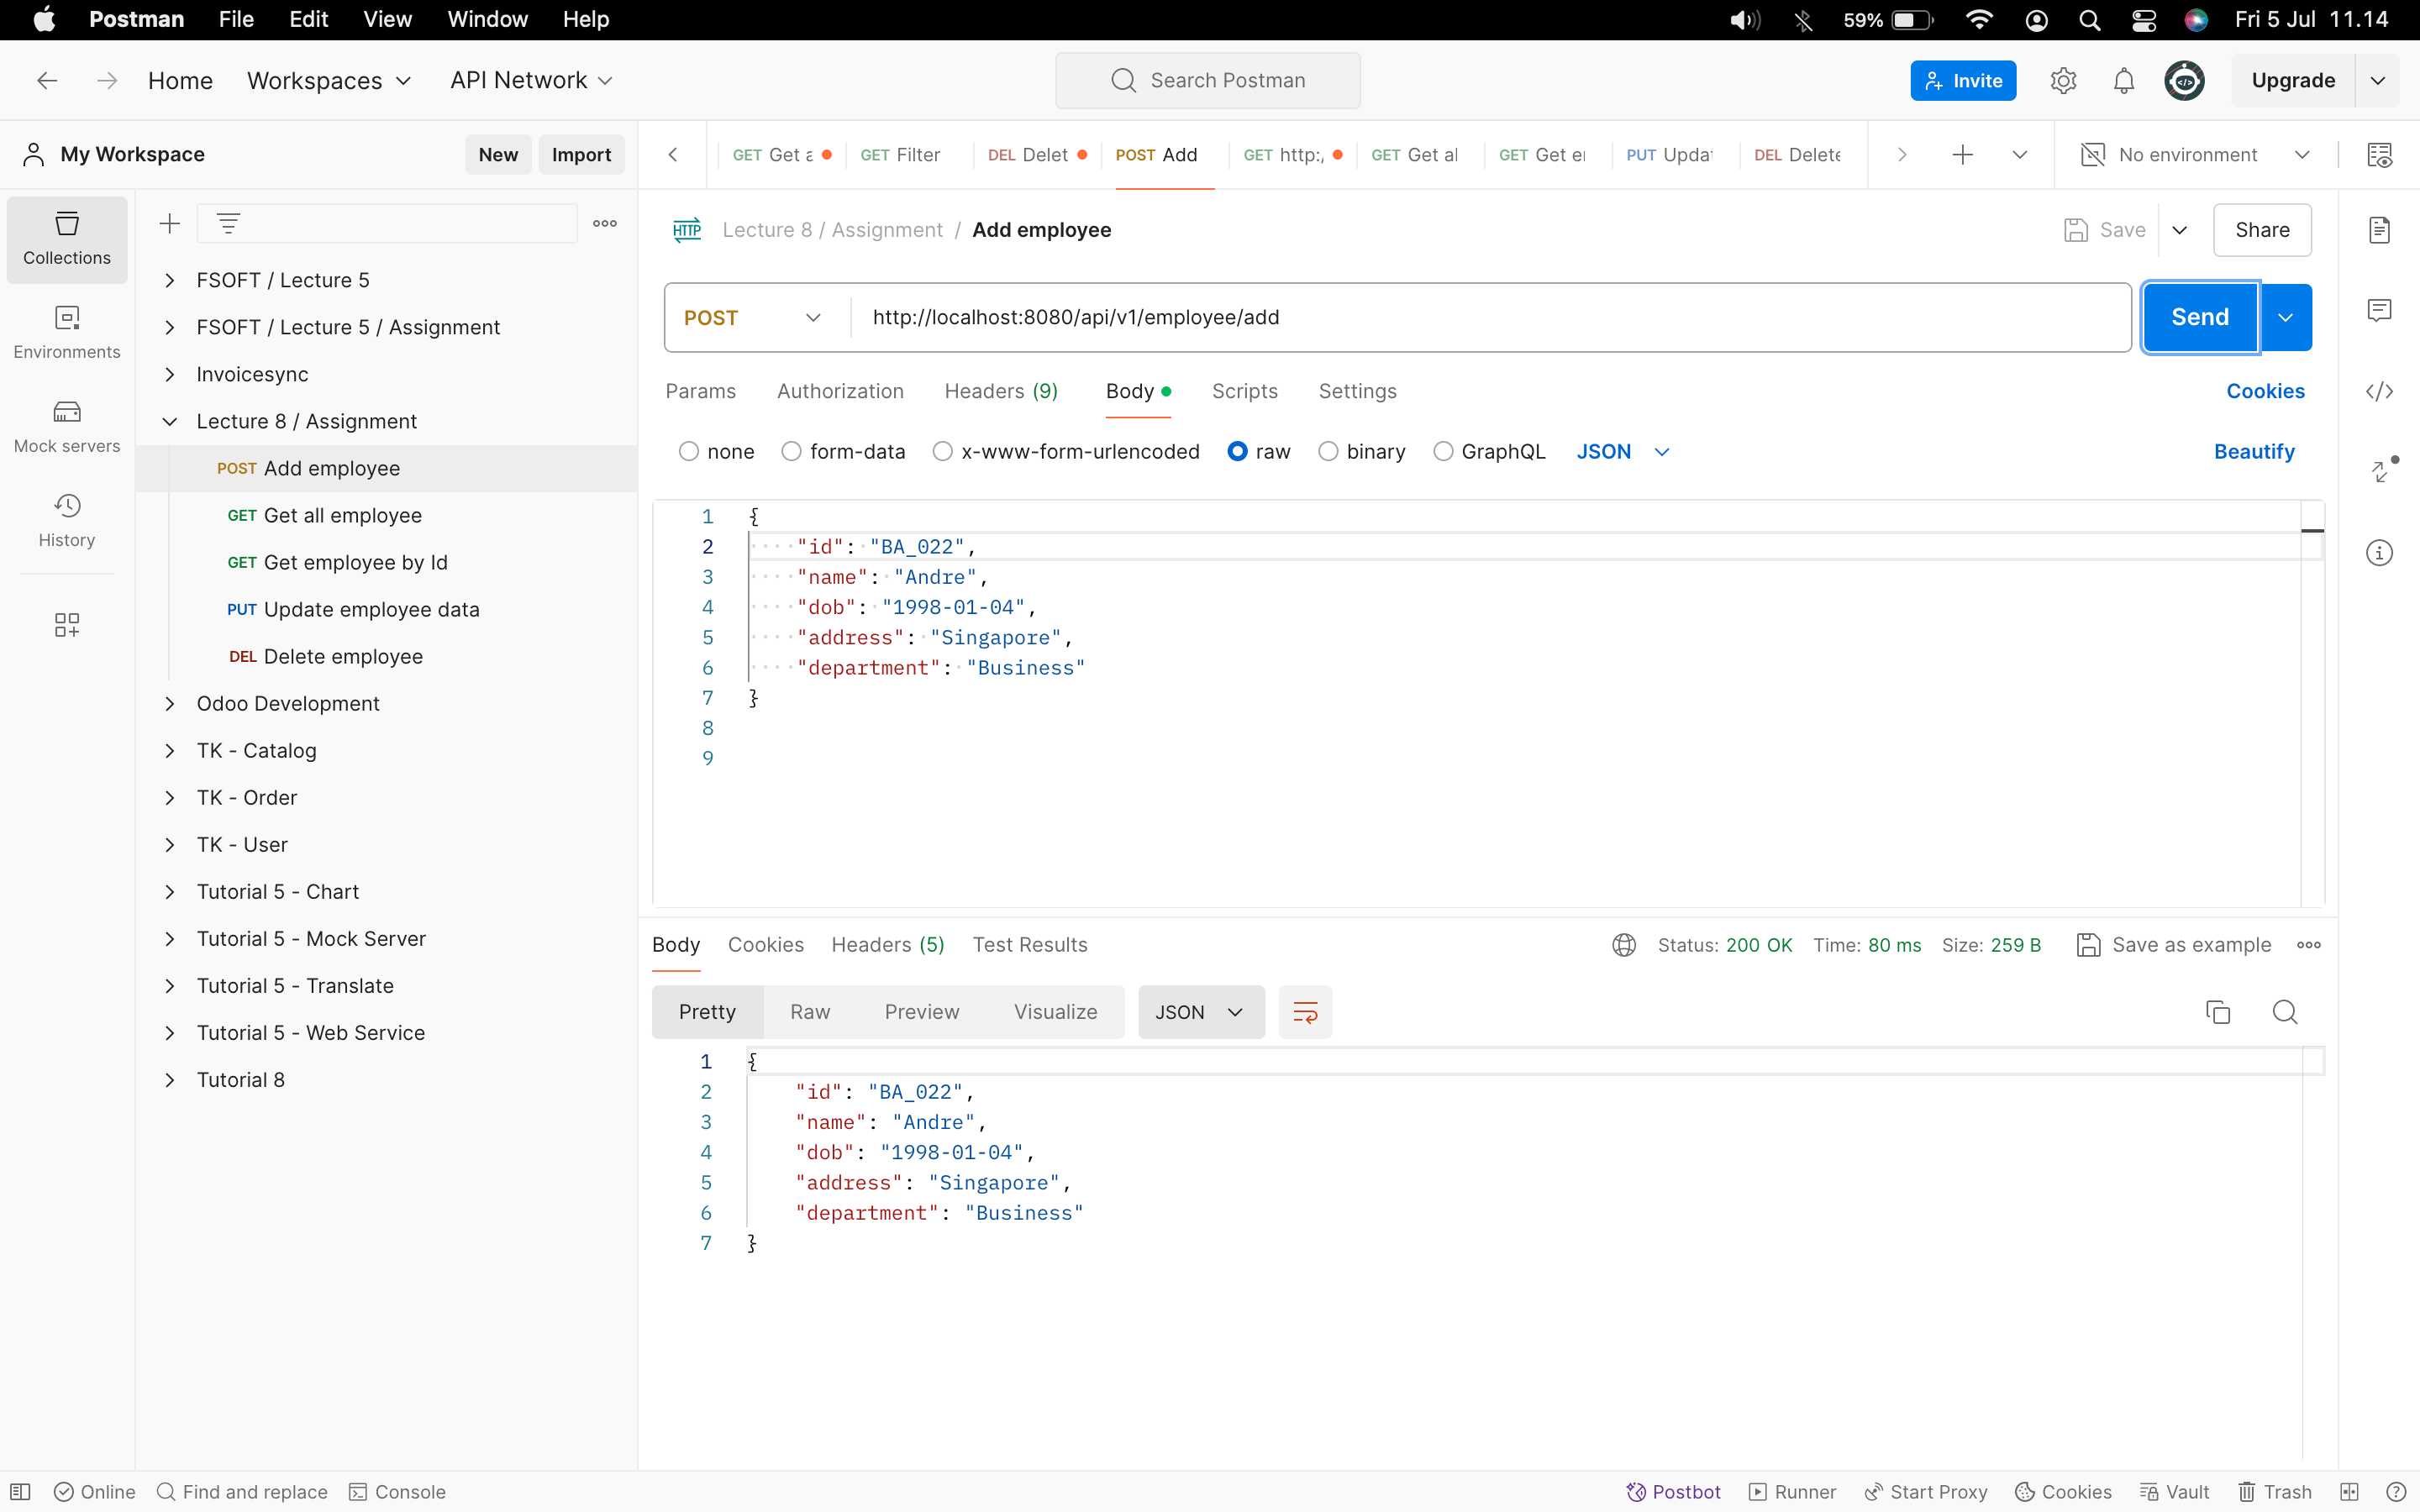 Postman File Edit View Window Help 59% Fri 5 Jul 11.14
Home Workspaces API Network Search Postman Invite Upgrade
My Workspace New Import GET Get a GET Filter DEL Delet POST Add GET http:/ GET Get al GET Get e PUT Updat DEL Delete No environment
Collections
Environments
Mock servers
History
FSOFT / Lecture 5
FSOFT / Lecture 5 / Assignment
Invoicesync
Lecture 8 / Assignment
POST Add employee
GET Get all employee
GET Get employee by Id
PUT Update employee data
DEL Delete employee
Odoo Development
TK - Catalog
TK - Order
TK - User
Tutorial 5 - Chart
Tutorial 5 - Mock Server
Tutorial 5 - Translate
Tutorial 5 - Web Service
Tutorial 8
HTTP Lecture 8 / Assignment / Add employee Save Share
POST http://localhost:8080/api/v1/employee/add Send
Params Authorization Headers (9) Body Scripts Settings Cookies
none form-data x-www-form-urlencoded raw binary GraphQL JSON Beautify
1 {
2 "id": "BA_022",
3 "name": "Andre",
4 "dob": "1998-01-04",
5 "address": "Singapore",
6 "department": "Business"
7 }
8
9
Body Cookies Headers (5) Test Results Status: 200 OK Time: 80 ms Size: 259 B Save as example
Pretty Raw Preview Visualize JSON
1 {
2 "id": "BA_022",
3 "name": "Andre",
4 "dob": "1998-01-04",
5 "address": "Singapore",
6 "department": "Business"
7 }
Online Find and replace Console Postbot Runner Start Proxy Cookies Vault Trash